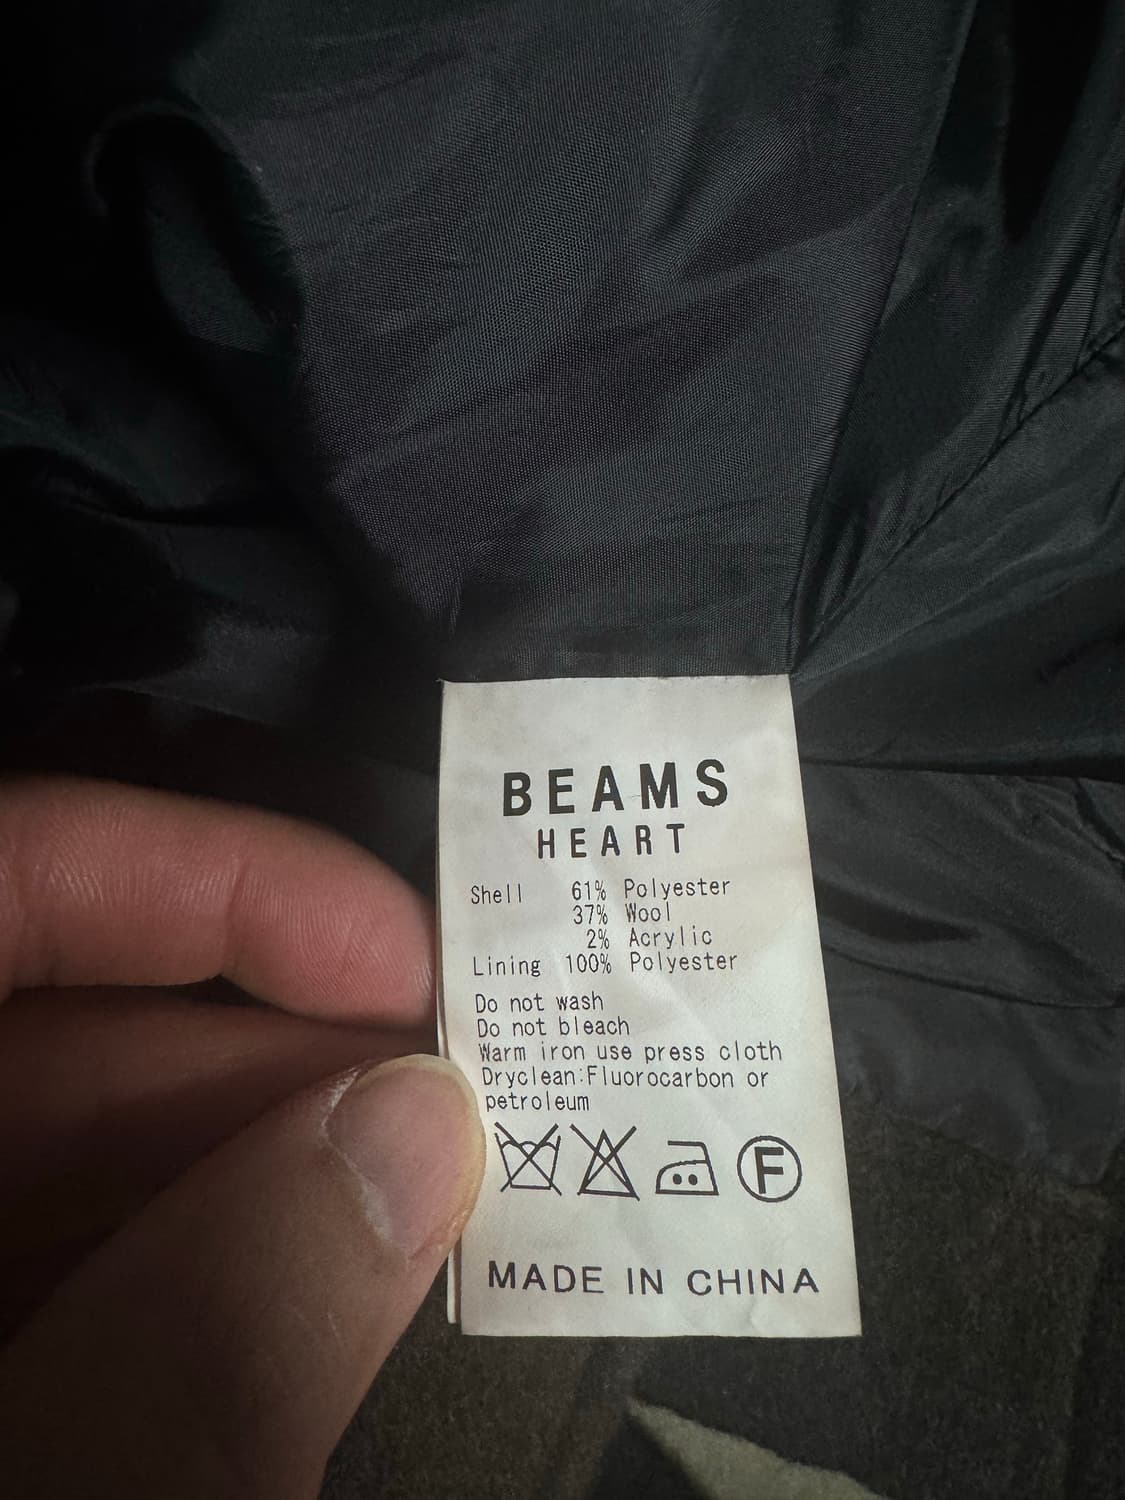 BEAMS
HEART
Shell 61% Polyester
37% Wool
2% Acrylic
Lining 100% Polyester
Do not wash
Do not bleach
Warm iron use press cloth
Dryclean:Fluorocarbon or
petroleum
F
MADE IN CHINA